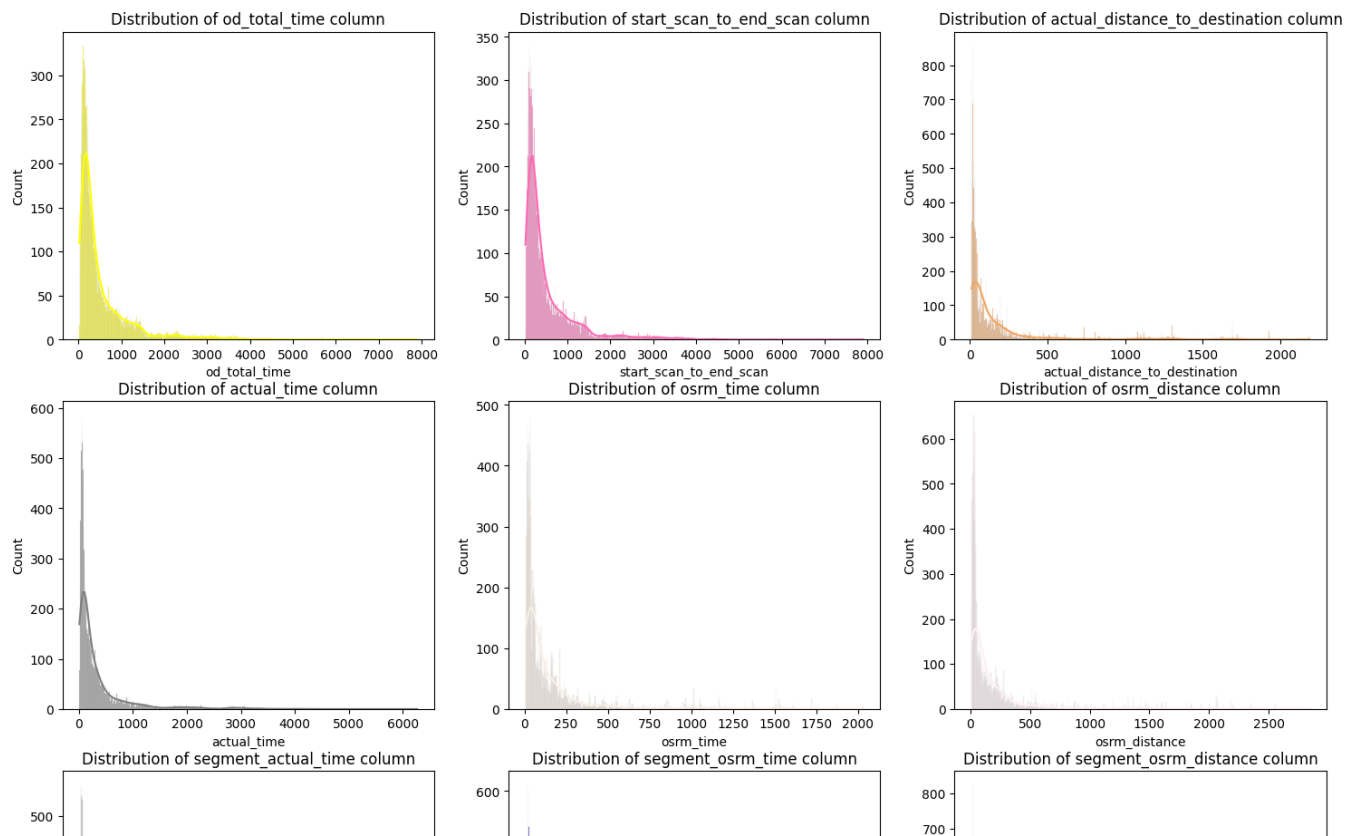 Distribution of od_total_time column
Distribution of start_scan_to_end_scan column
Distribution of actual_distance_to_destination column
Count
300
250
200
150
100
50
0
0 1000 2000 3000 4000 5000 6000 7000 8000
od_total_time
Count
350
300
250
200
150
100
50
0
0 1000 2000 3000 4000 5000 6000 7000 8000
start_scan_to_end_scan
Count
800
700
600
500
400
300
200
100
0
0 500 1000 1500 2000
actual_distance_to_destination
Distribution of actual_time column
Distribution of osrm_time column
Distribution of osrm_distance column
Count
600
500
400
300
200
100
0
0 1000 2000 3000 4000 5000 6000
actual_time
Count
500
400
300
200
100
0
0 250 500 750 1000 1250 1500 1750 2000
osrm_time
Count
600
500
400
300
200
100
0
0 500 1000 1500 2000 2500
osrm_distance
Distribution of segment_actual_time column
Distribution of segment_osrm_time column
Distribution of segment_osrm_distance column
500
600
800
700